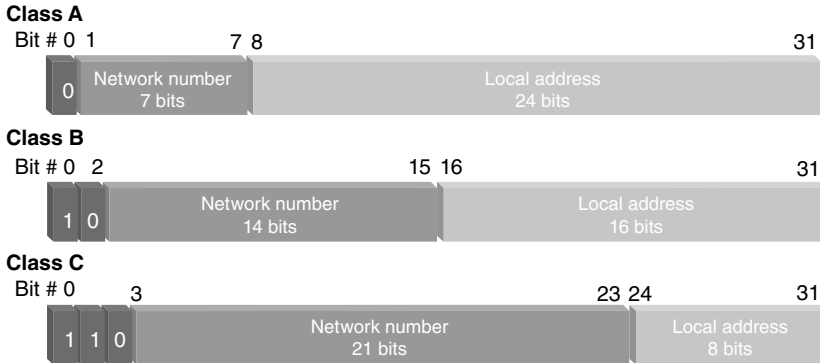 Class A
Bit # 0 1 7 8 31
0 Network number Local address
7 bits 24 bits
Class B
Bit # 0 2 15 16 31
1 0 Network number Local address
14 bits 16 bits
Class C
Bit # 0 3 23 24 31
1 1 0 Network number Local address
21 bits 8 bits